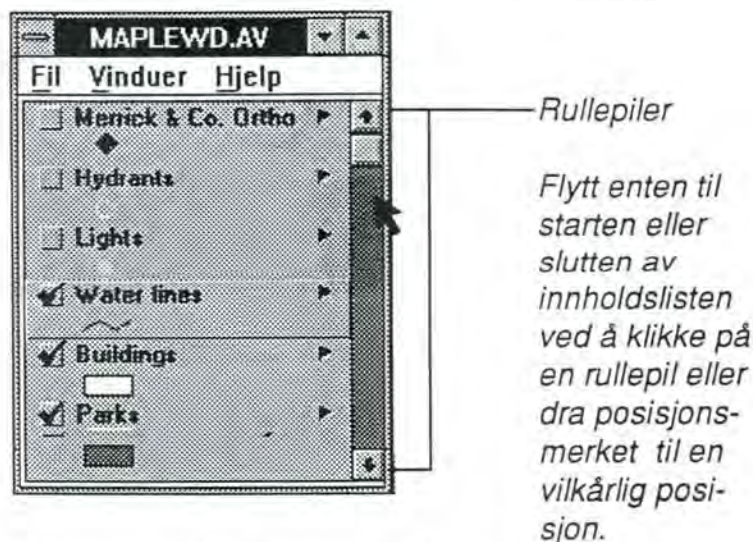 MAPLEWD.AV
Fil Vinduer Hjelp
Merrick & Co. Ortho
Hydrants
Lights
Water lines
Buildings
Parks
Rullepiler
Flytt enten til
starten eller
slutten av
innholdslisten
ved å klikke på
en rullepil eller
dra posisjons-
merket til en
vilkårlig posi-
sjon.